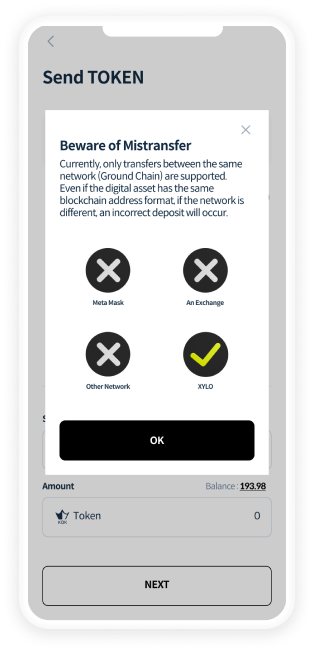 Send TOKEN
Beware of Mistransfer
Currently, only transfers between the same
network (Ground Chain) are supported.
Even if the digital asset has the same
blockchain address format, if the network is
different, an incorrect deposit will occur.
Meta Mask
An Exchange
Other Network
XYLO
OK
Amount
Balance : 193.98
KOK
Token
0
NEXT